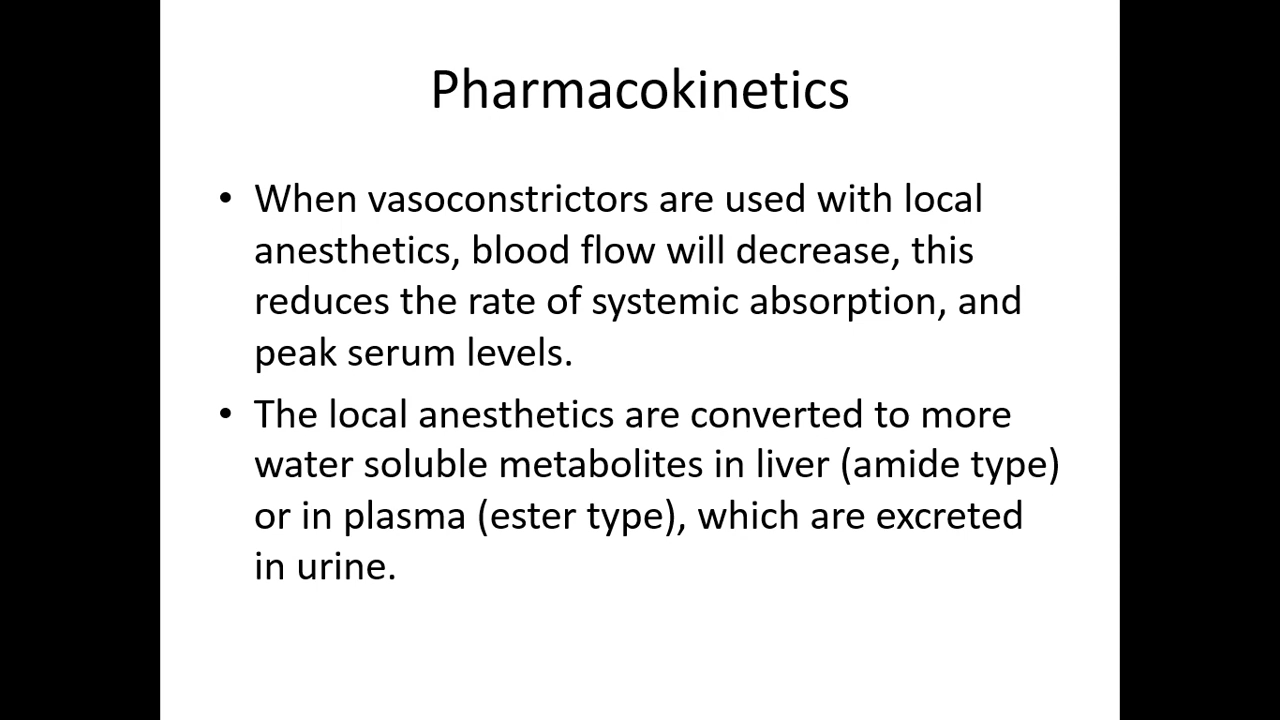 Pharmacokinetics
• When vasoconstrictors are used with local
anesthetics, blood flow will decrease, this
reduces the rate of systemic absorption, and
peak serum levels.
• The local anesthetics are converted to more
water soluble metabolites in liver (amide type)
or in plasma (ester type), which are excreted
in urine.